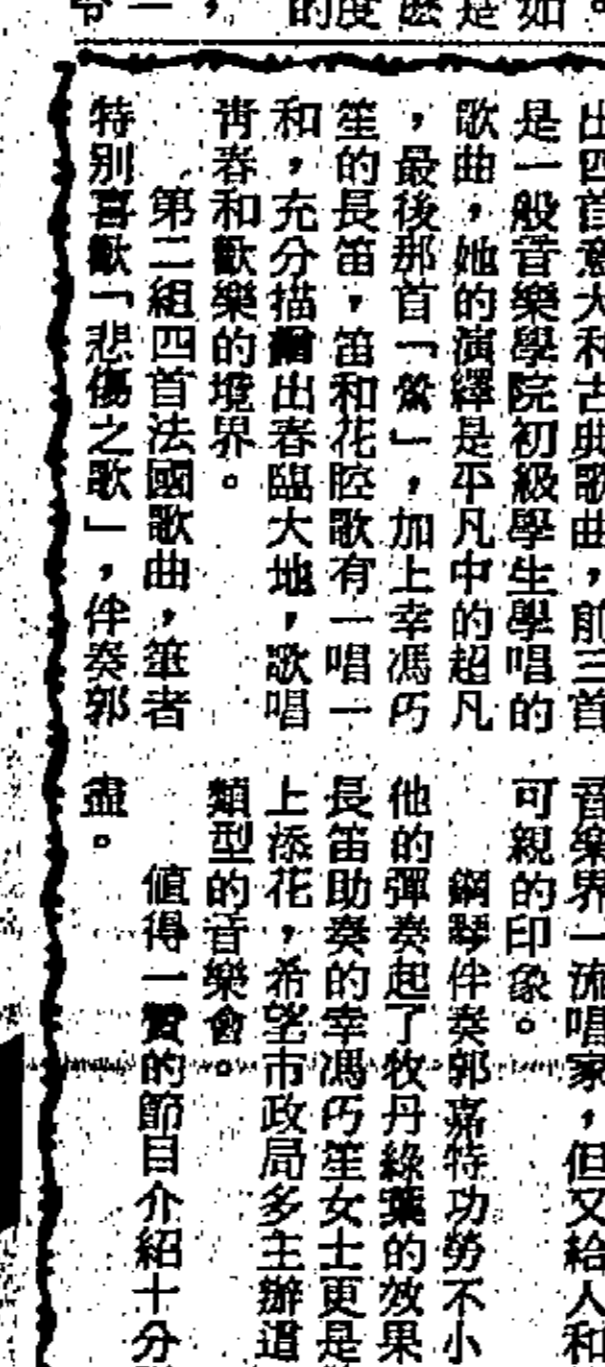 出四首意大利古典歌曲，前三首
是一般音樂學院初級學生學唱的
歌曲，她的演繹是平凡中的超凡
，最後那首「鶯」，加上幸馮丙
笙的長笛，笛和花腔歌有一唱一
和，充分描繪出春臨大地，歌唱
青春和歡樂的境界。
第二組四首法國歌曲，筆者
特別喜歡「悲傷之歌」，伴奏郭
音樂界一流唱家，但又給人和
可親的印象。
鋼琴伴奏郭嘉特功勞不小
他的彈奏起了牧丹綠葉的效果
長笛助奏的幸馮丙笙女士更是
上添花，希望市政局多主辦這
類型的音樂會。
值得一贊的節目介紹十分
盡。